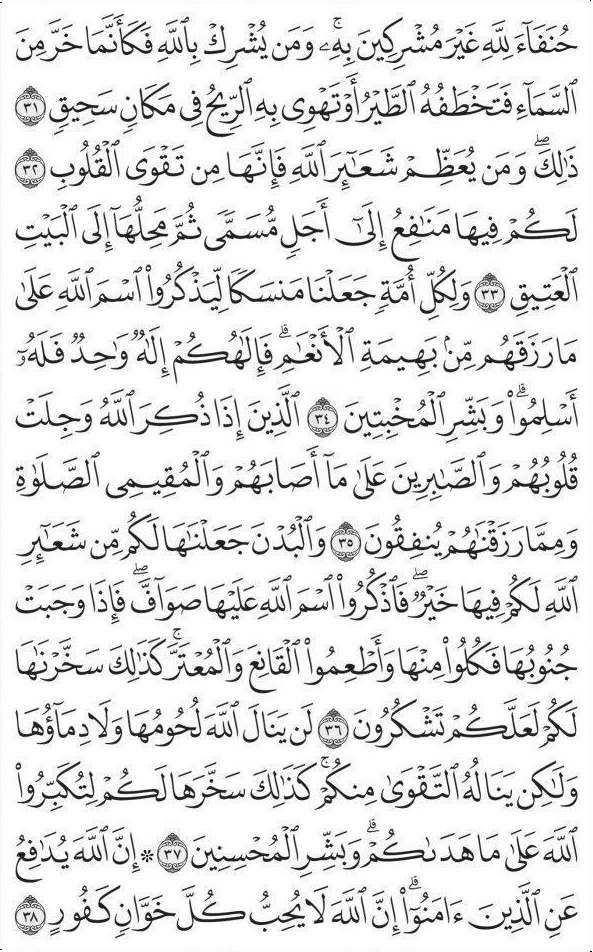 حُنَفَآءَ لِلَّهِ غَيْرَ مُشْرِكِينَ بِهِۦۚ وَمَن يُشْرِكْ بِٱللَّهِ فَكَأَنَّمَا خَرَّ مِنَ
ٱلسَّمَآءِ فَتَخْطَفُهُ ٱلطَّيْرُ أَوْ تَهْوِى بِهِ ٱلرِّيحُ فِى مَكَانٍ سَحِيقٍ ٣١
ذَٰلِكَۖ وَمَن يُعَظِّمْ شَعَـٰٓئِرَ ٱللَّهِ فَإِنَّهَا مِن تَقْوَى ٱلْقُلُوبِ ٣٢
لَكُمْ فِيهَا مَنَـٰفِعُ إِلَىٰٓ أَجَلٍ مُّسَمًّى ثُمَّ مَحِلُّهَآ إِلَى ٱلْبَيْتِ
ٱلْعَتِيقِ ٣٣ وَلِكُلِّ أُمَّةٍ جَعَلْنَا مَنسَكًا لِّيَذْكُرُوا۟ ٱسْمَ ٱللَّهِ عَلَىٰ
مَا رَزَقَهُم مِّنۢ بَهِيمَةِ ٱلْأَنْعَـٰمِۗ فَإِلَـٰهُكُمْ إِلَـٰهٌ وَٰحِدٌ فَلَهُۥٓ
أَسْلِمُوا۟ۗ وَبَشِّرِ ٱلْمُخْبِتِينَ ٣٤ ٱلَّذِينَ إِذَا ذُكِرَ ٱللَّهُ وَجِلَتْ
قُلُوبُهُمْ وَٱلصَّـٰبِرِينَ عَلَىٰ مَآ أَصَابَهُمْ وَٱلْمُقِيمِى ٱلصَّلَوٰةِ
وَمِمَّا رَزَقْنَـٰهُمْ يُنفِقُونَ ٣٥ وَٱلْبُدْنَ جَعَلْنَـٰهَا لَكُم مِّن شَعَـٰٓئِرِ
ٱللَّهِ لَكُمْ فِيهَا خَيْرٌۖ فَٱذْكُرُوا۟ ٱسْمَ ٱللَّهِ عَلَيْهَا صَوَآفَّۖ فَإِذَا وَجَبَتْ
جُنُوبُهَا فَكُلُوا۟ مِنْهَا وَأَطْعِمُوا۟ ٱلْقَانِعَ وَٱلْمُعْتَرَّۚ كَذَٰلِكَ سَخَّرْنَـٰهَا
لَكُمْ لَعَلَّكُمْ تَشْكُرُونَ ٣٦ لَن يَنَالَ ٱللَّهَ لُحُومُهَا وَلَا دِمَآؤُهَا
وَلَـٰكِن يَنَالُهُ ٱلتَّقْوَىٰ مِنكُمْۚ كَذَٰلِكَ سَخَّرَهَا لَكُمْ لِتُكَبِّرُوا۟
ٱللَّهَ عَلَىٰ مَا هَدَىٰكُمْۗ وَبَشِّرِ ٱلْمُحْسِنِينَ ٣٧ ۞ إِنَّ ٱللَّهَ يُدَٰفِعُ
عَنِ ٱلَّذِينَ ءَامَنُوٓا۟ۗ إِنَّ ٱللَّهَ لَا يُحِبُّ كُلَّ خَوَّانٍ كَفُورٍ ٣٨